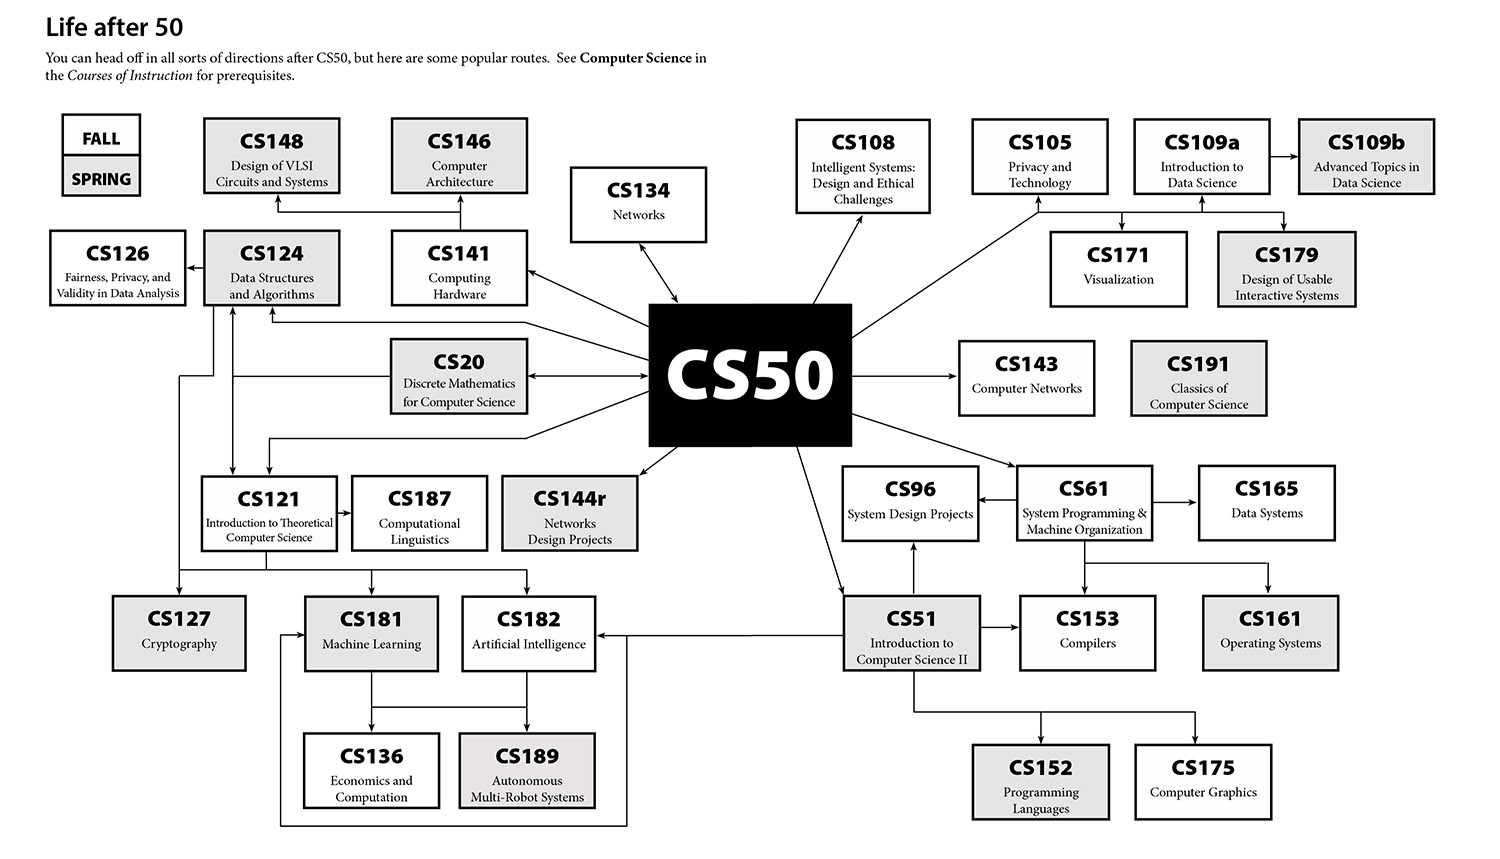 Life after 50
You can head off in all sorts of directions after CS50, but here are some popular routes.  See Computer Science in
the Courses of Instruction for prerequisites.
FALL
SPRING
CS148
Design of VLSI
Circuits and Systems
CS146
Computer
Architecture
CS134
Networks
CS108
Intelligent Systems:
Design and Ethical
Challenges
CS105
Privacy and
Technology
CS109a
Introduction to
Data Science
CS109b
Advanced Topics in
Data Science
CS126
Fairness, Privacy, and
Validity in Data Analysis
CS124
Data Structures
and Algorithms
CS141
Computing
Hardware
CS171
Visualization
CS179
Design of Usable
Interactive Systems
CS20
Discrete Mathematics
for Computer Science
CS50
CS143
Computer Networks
CS191
Classics of
Computer Science
CS121
Introduction to Theoretical
Computer Science
CS187
Computational
Linguistics
CS144r
Networks
Design Projects
CS96
System Design Projects
CS61
System Programming &
Machine Organization
CS165
Data Systems
CS127
Cryptography
CS181
Machine Learning
CS182
Artificial Intelligence
CS51
Introduction to
Computer Science II
CS153
Compilers
CS161
Operating Systems
CS136
Economics and
Computation
CS189
Autonomous
Multi-Robot Systems
CS152
Programming
Languages
CS175
Computer Graphics